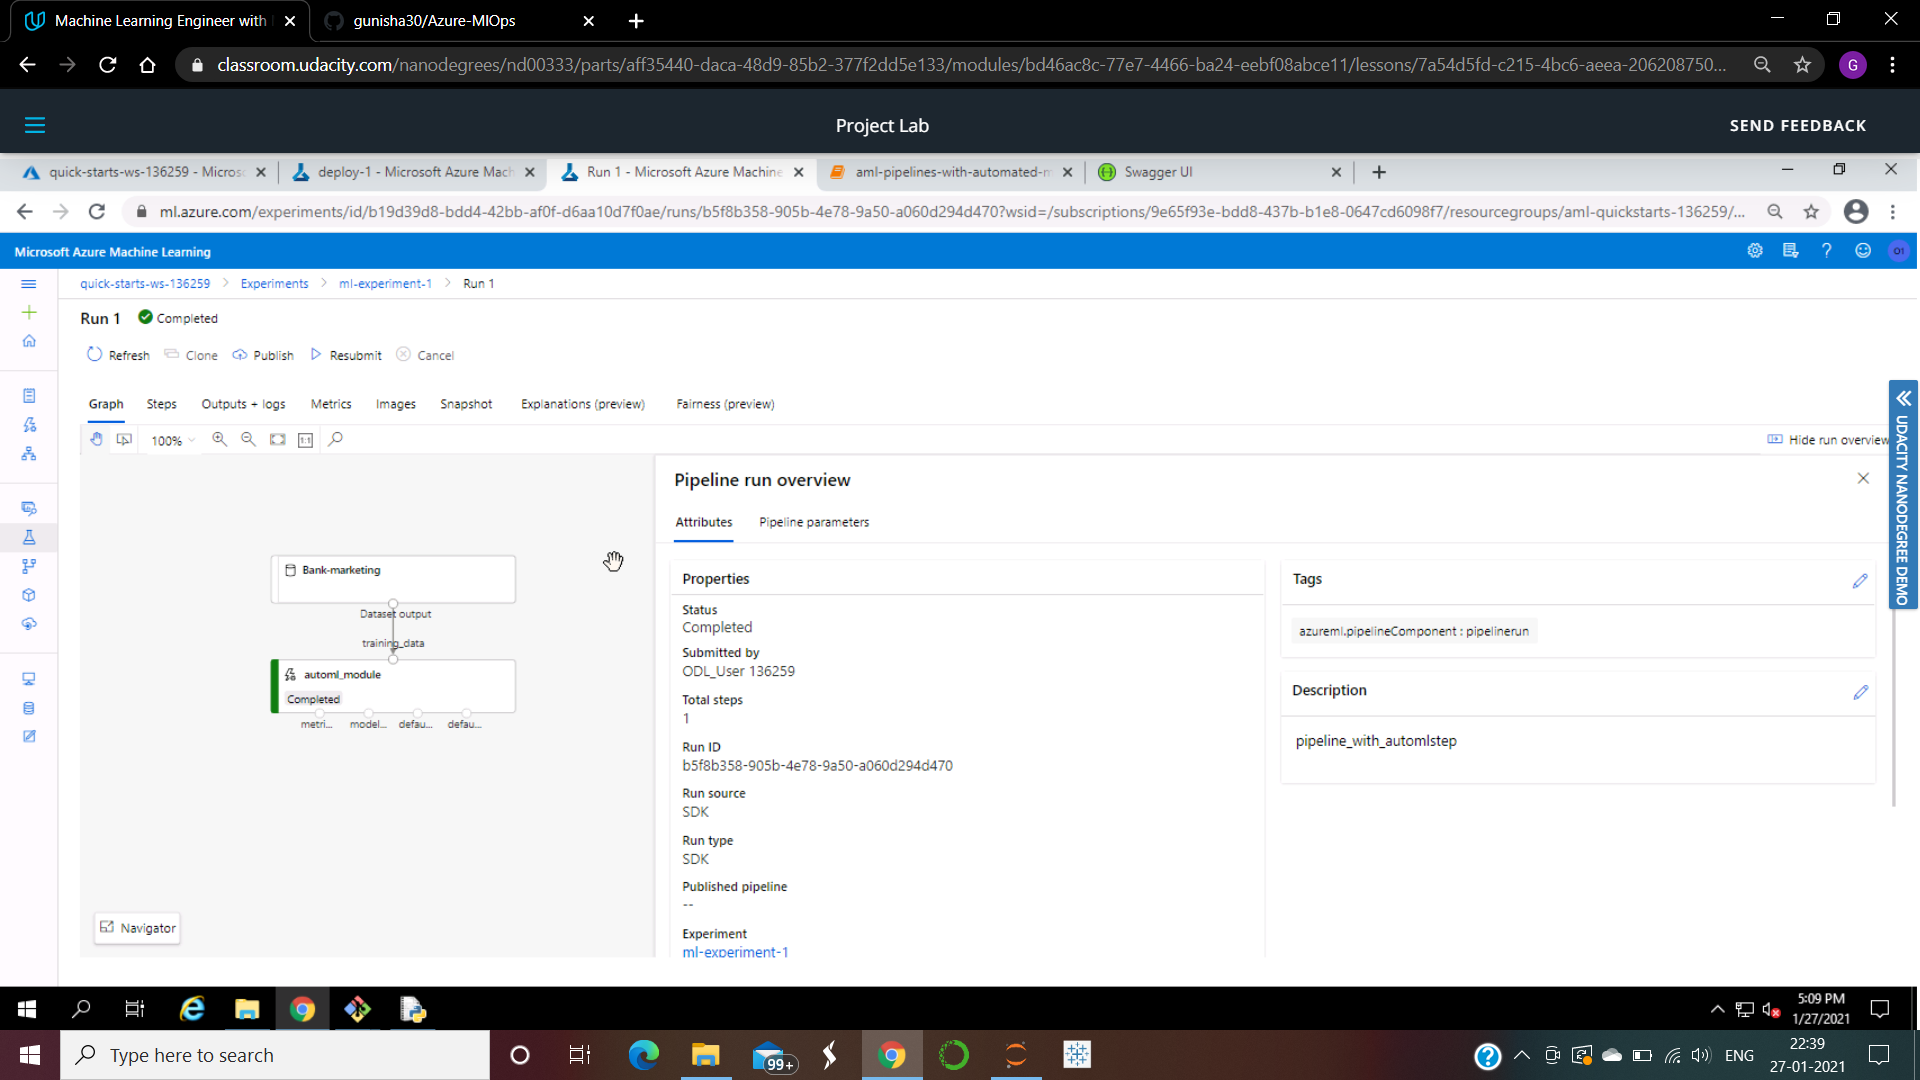 Machine Learning Engineer with
gunisha30/Azure-MlOps
classroom.udacity.com/nanodegrees/nd00333/parts/aff35440-daca-48d9-85b2-377f2dd5e133/modules/bd46ac8c-77e7-4466-ba24-eebf08abce11/lessons/7a54d5fd-c215-4bc6-aeea-206208750...
G
Project Lab
SEND FEEDBACK
quick-starts-ws-136259 - Micros
deploy-1 - Microsoft Azure Mach
Run 1 - Microsoft Azure Machine
aml-pipelines-with-automated-m
Swagger UI
ml.azure.com/experiments/id/b19d39d8-bdd4-42bb-af0f-d6aa10d7f0ae/runs/b5f8b358-905b-4e78-9a50-a060d294d470?wsid=/subscriptions/9e65f93e-bdd8-437b-b1e8-0647cd6098f7/resourcegroups/aml-quickstarts-136259/...
Microsoft Azure Machine Learning
O1
quick-starts-ws-136259 > Experiments > ml-experiment-1 > Run 1
Run 1 Completed
Refresh Clone Publish Resubmit Cancel
Graph Steps Outputs + logs Metrics Images Snapshot Explanations (preview) Fairness (preview)
100%
1:1
Hide run overview
UDACITY NANODEGREE DEMO
Bank-marketing
Dataset output
training_data
automl_module
Completed
metri... model... defau... defau...
Navigator
Pipeline run overview
Attributes Pipeline parameters
Properties
Status
Completed
Submitted by
ODL_User 136259
Total steps
1
Run ID
b5f8b358-905b-4e78-9a50-a060d294d470
Run source
SDK
Run type
SDK
Published pipeline
--
Experiment
ml-experiment-1
Tags
azureml.pipelineComponent : pipelinerun
Description
pipeline_with_automlstep
5:09 PM
1/27/2021
Type here to search
99+
ENG
22:39
27-01-2021